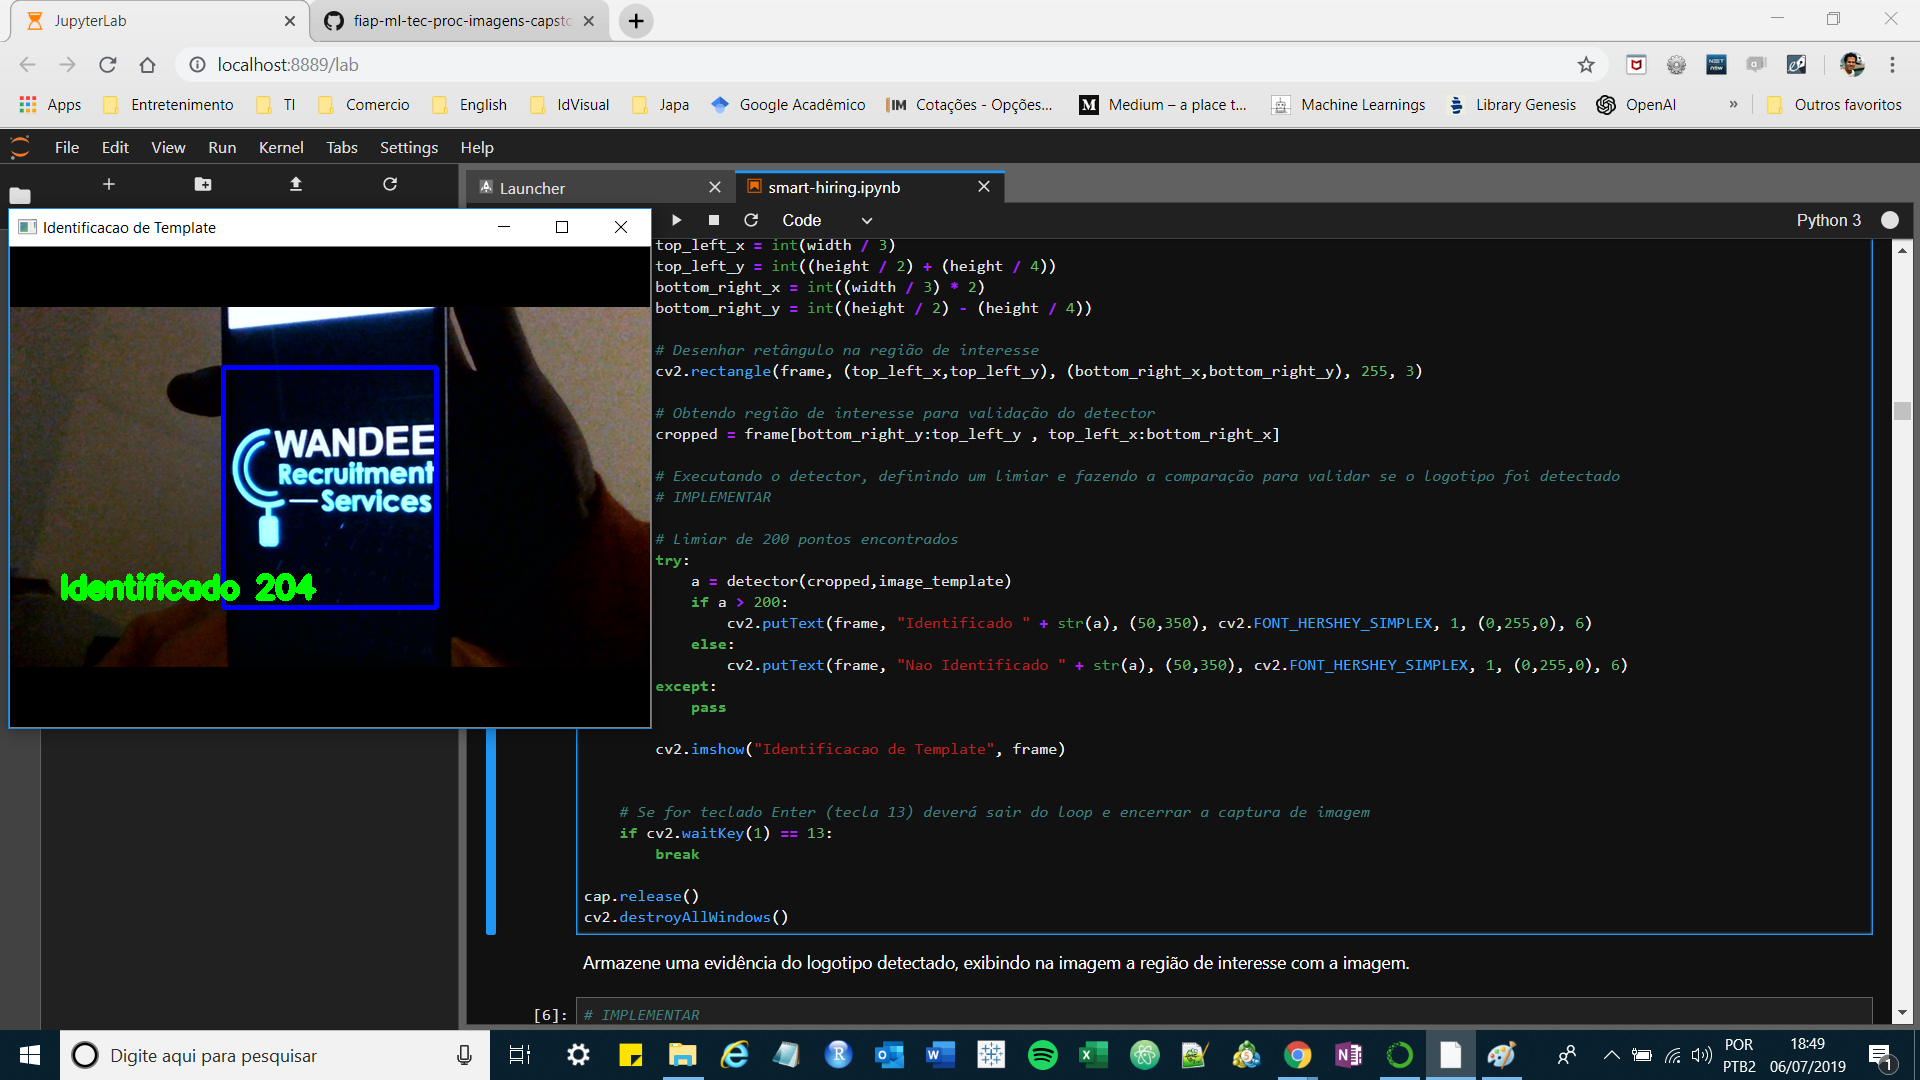 JupyterLab
fiap-ml-tec-proc-imagens-capst
localhost:8889/lab
Apps
Entretenimento
TI
Comercio
English
IdVisual
Japa
Google Acadêmico
IM
Cotações - Opções...
M
Medium – a place t...
Machine Learnings
Library Genesis
OpenAI
»
Outros favoritos
File Edit View Run Kernel Tabs Settings Help
Launcher
smart-hiring.ipynb
Code
Python 3
Identificacao de Template
WANDEE
Recruitment
Services
Identificado 204
top_left_x = int(width / 3)
top_left_y = int((height / 2) + (height / 4))
bottom_right_x = int((width / 3) * 2)
bottom_right_y = int((height / 2) - (height / 4))
# Desenhar retângulo na região de interesse
cv2.rectangle(frame, (top_left_x,top_left_y), (bottom_right_x,bottom_right_y), 255, 3)
# Obtendo região de interesse para validação do detector
cropped = frame[bottom_right_y:top_left_y , top_left_x:bottom_right_x]
# Executando o detector, definindo um limiar e fazendo a comparação para validar se o logotipo foi detectado
# IMPLEMENTAR
# Limiar de 200 pontos encontrados
try:
a = detector(cropped,image_template)
if a > 200:
cv2.putText(frame, "Identificado " + str(a), (50,350), cv2.FONT_HERSHEY_SIMPLEX, 1, (0,255,0), 6)
else:
cv2.putText(frame, "Nao Identificado " + str(a), (50,350), cv2.FONT_HERSHEY_SIMPLEX, 1, (0,255,0), 6)
except:
pass
cv2.imshow("Identificacao de Template", frame)
# Se for teclado Enter (tecla 13) deverá sair do loop e encerrar a captura de imagem
if cv2.waitKey(1) == 13:
break
cap.release()
cv2.destroyAllWindows()
Armazene uma evidência do logotipo detectado, exibindo na imagem a região de interesse com a imagem.
[6]: # IMPLEMENTAR
Digite aqui para pesquisar
POR
PTB2
18:49
06/07/2019
1